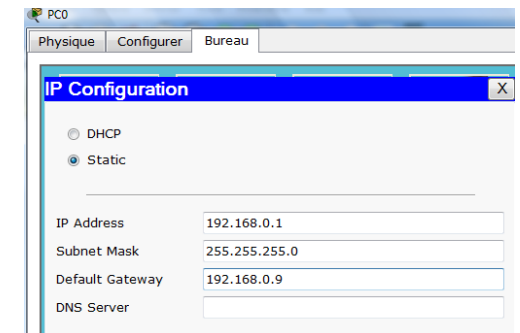 PC0
Physique Configurer Bureau
IP Configuration X
DHCP
Static
IP Address 192.168.0.1
Subnet Mask 255.255.255.0
Default Gateway 192.168.0.9
DNS Server